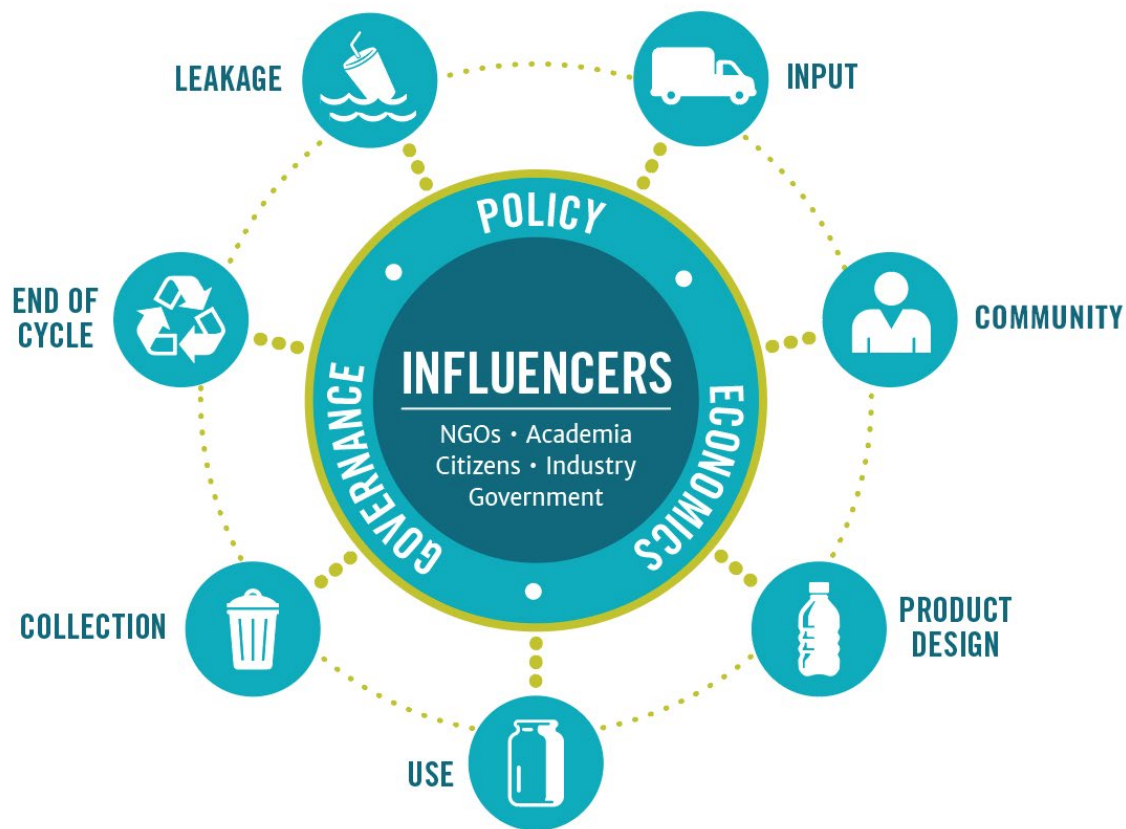 LEAKAGE
INPUT
POLICY
END OF
CYCLE
COMMUNITY
INFLUENCERS
NGOs • Academia
Citizens • Industry
Government
GOVERNANCE
ECONOMICS
COLLECTION
PRODUCT
DESIGN
USE